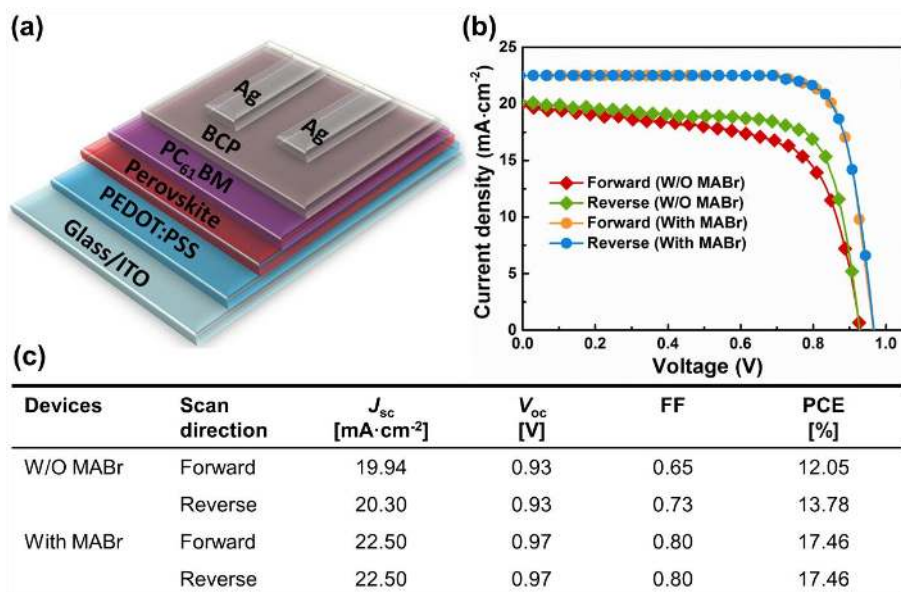 (a)
Ag
Ag
BCP
PC61BM
Perovskite
PEDOT:PSS
Glass/ITO
(b)
Current density (mA·cm-2)
25
20
15
10
5
0
Forward (W/O MABr)
Reverse (W/O MABr)
Forward (With MABr)
Reverse (With MABr)
0.0 0.2 0.4 0.6 0.8 1.0
Voltage (V)
(c)
Devices Scan direction Jsc [mA·cm-2] Voc [V] FF PCE [%]
W/O MABr Forward 19.94 0.93 0.65 12.05
Reverse 20.30 0.93 0.73 13.78
With MABr Forward 22.50 0.97 0.80 17.46
Reverse 22.50 0.97 0.80 17.46